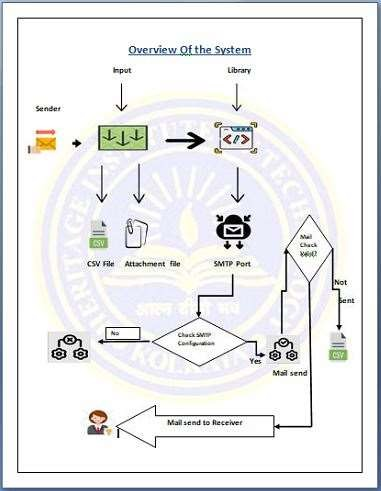 Overview Of the System
Input
Library
Sender
CSV
CSV File
Attachment file
SMTP Port
Mail
Check
Valid?
Not
Sent
No
Check SMTP
Configuration
Yes
CSV
Mail send
Mail send to Receiver